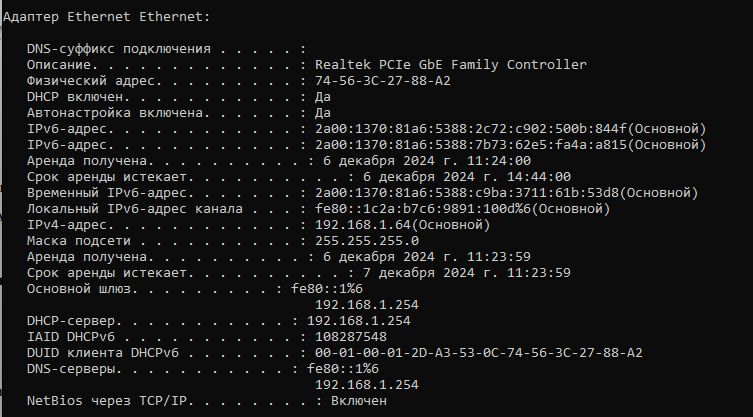 Адаптер Ethernet Ethernet:
DNS-суффикс подключения . . . . . :
Описание. . . . . . . . . . . . . : Realtek PCIe GbE Family Controller
Физический адрес. . . . . . . . . : 74-56-3C-27-88-A2
DHCP включен. . . . . . . . . . . : Да
Автонастройка включена. . . . . . : Да
IPv6-адрес. . . . . . . . . . . . : 2a00:1370:81a6:5388:2c72:c902:500b:844f(Основной)
IPv6-адрес. . . . . . . . . . . . : 2a00:1370:81a6:5388:7b73:62e5:fa4a:a815(Основной)
Аренда получена. . . . . . . . . . : 6 декабря 2024 г. 11:24:00
Срок аренды истекает. . . . . . . . . . : 6 декабря 2024 г. 14:44:00
Временный IPv6-адрес. . . . . . . : 2a00:1370:81a6:5388:c9ba:3711:61b:53d8(Основной)
Локальный IPv6-адрес канала . . . : fe80::1c2a:b7c6:9891:100d%6(Основной)
IPv4-адрес. . . . . . . . . . . . : 192.168.1.64(Основной)
Маска подсети . . . . . . . . . . : 255.255.255.0
Аренда получена. . . . . . . . . . : 6 декабря 2024 г. 11:23:59
Срок аренды истекает. . . . . . . . . . : 7 декабря 2024 г. 11:23:59
Основной шлюз. . . . . . . . . : fe80::1%6
192.168.1.254
DHCP-сервер. . . . . . . . . . . : 192.168.1.254
IAID DHCPv6 . . . . . . . . . . . : 108287548
DUID клиента DHCPv6 . . . . . . . : 00-01-00-01-2D-A3-53-0C-74-56-3C-27-88-A2
DNS-серверы. . . . . . . . . . . : fe80::1%6
192.168.1.254
NetBios через TCP/IP. . . . . . . . : Включен